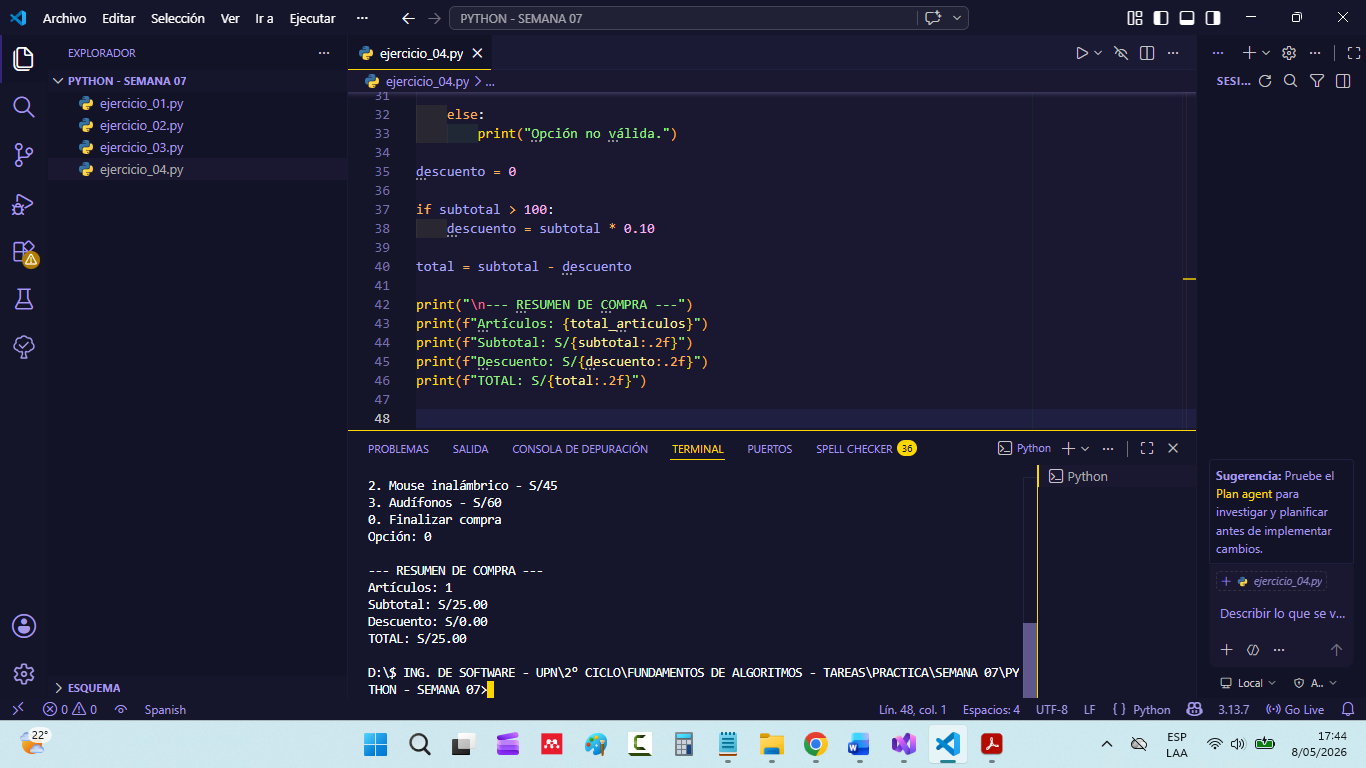 Archivo Editar Selección Ver Ir a Ejecutar ···
PYTHON - SEMANA 07
EXPLORADOR
PYTHON - SEMANA 07
ejercicio_01.py
ejercicio_02.py
ejercicio_03.py
ejercicio_04.py
ESQUEMA
ejercicio_04.py
ejercicio_04.py > ...
31
32 else:
33 print("Opción no válida.")
34
35 descuento = 0
36
37 if subtotal > 100:
38 descuento = subtotal * 0.10
39
40 total = subtotal - descuento
41
42 print("\n--- RESUMEN DE COMPRA ---")
43 print(f"Artículos: {total_articulos}")
44 print(f"Subtotal: S/{subtotal:.2f}")
45 print(f"Descuento: S/{descuento:.2f}")
46 print(f"TOTAL: S/{total:.2f}")
47
48
PROBLEMAS SALIDA CONSOLA DE DEPURACIÓN TERMINAL PUERTOS SPELL CHECKER 36
Python
Python
2. Mouse inalámbrico - S/45
3. Audífonos - S/60
0. Finalizar compra
Opción: 0
--- RESUMEN DE COMPRA ---
Artículos: 1
Subtotal: S/25.00
Descuento: S/0.00
TOTAL: S/25.00
D:\$ ING. DE SOFTWARE - UPN\2º CICLO\FUNDAMENTOS DE ALGORITMOS - TAREAS\PRACTICA\SEMANA 07\PY
THON - SEMANA 07>
SESI...
Sugerencia: Pruebe el
Plan agent para
investigar y planificar
antes de implementar
cambios.
ejercicio_04.py
Describir lo que se v...
Local A..
0 0 Spanish
Lín. 48, col. 1 Espacios: 4 UTF-8 LF {} Python 3.13.7 Go Live
22°
ESP
LAA
17:44
8/05/2026